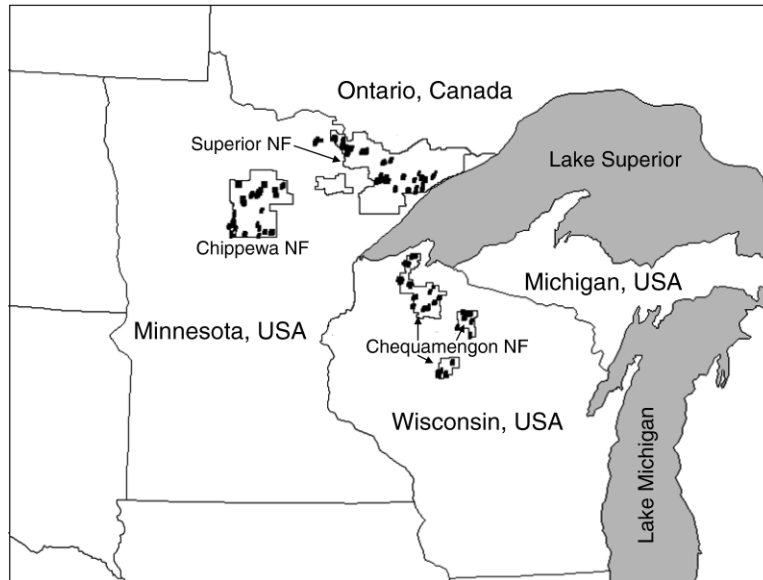 Ontario, Canada
Superior NF
Lake Superior
Chippewa NF
Michigan, USA
Minnesota, USA
Chequamengon NF
Wisconsin, USA
Lake Michigan